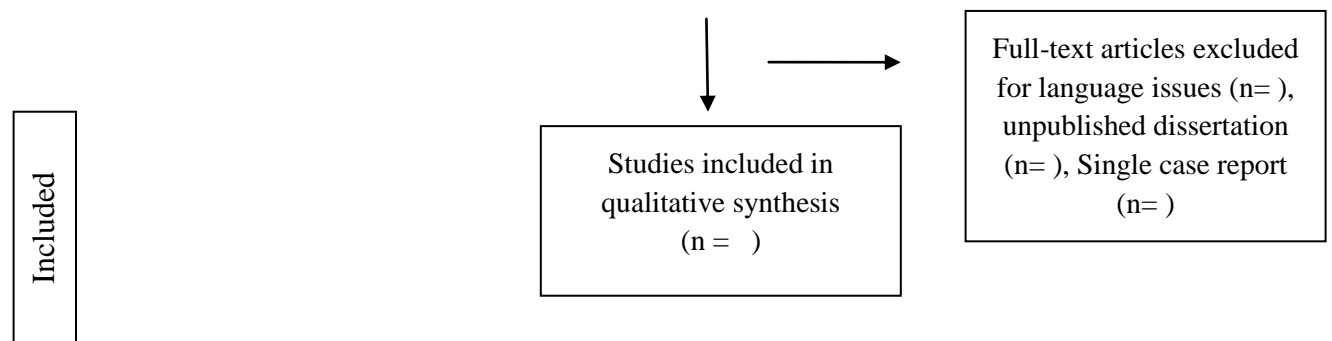 Full-text articles excluded
for language issues (n= ),
unpublished dissertation
(n= ), Single case report
(n= )
Studies included in
qualitative synthesis
(n =   )
Included